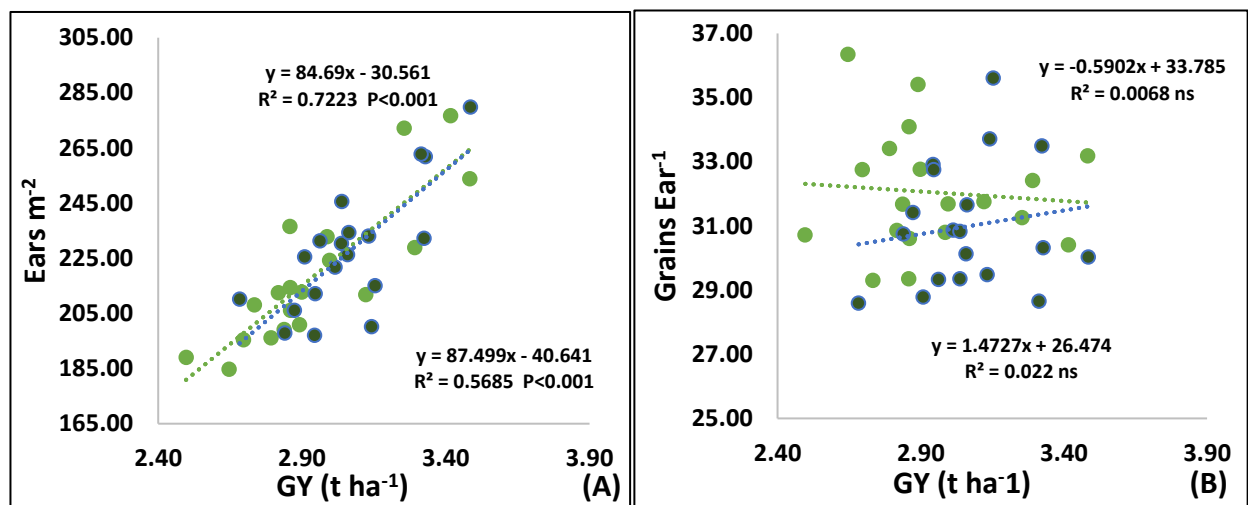 305.00
285.00
265.00
245.00
225.00
205.00
185.00
165.00
Ears m⁻²
y = 84.69x - 30.561
R² = 0.7223 P<0.001
y = 87.499x - 40.641
R² = 0.5685 P<0.001
2.40 2.90 3.40 3.90
GY (t ha⁻¹) (A)
37.00
35.00
33.00
31.00
29.00
27.00
25.00
Grains Ear⁻¹
y = -0.5902x + 33.785
R² = 0.0068 ns
y = 1.4727x + 26.474
R² = 0.022 ns
2.40 2.90 3.40 3.90
GY (t ha-1) (B)